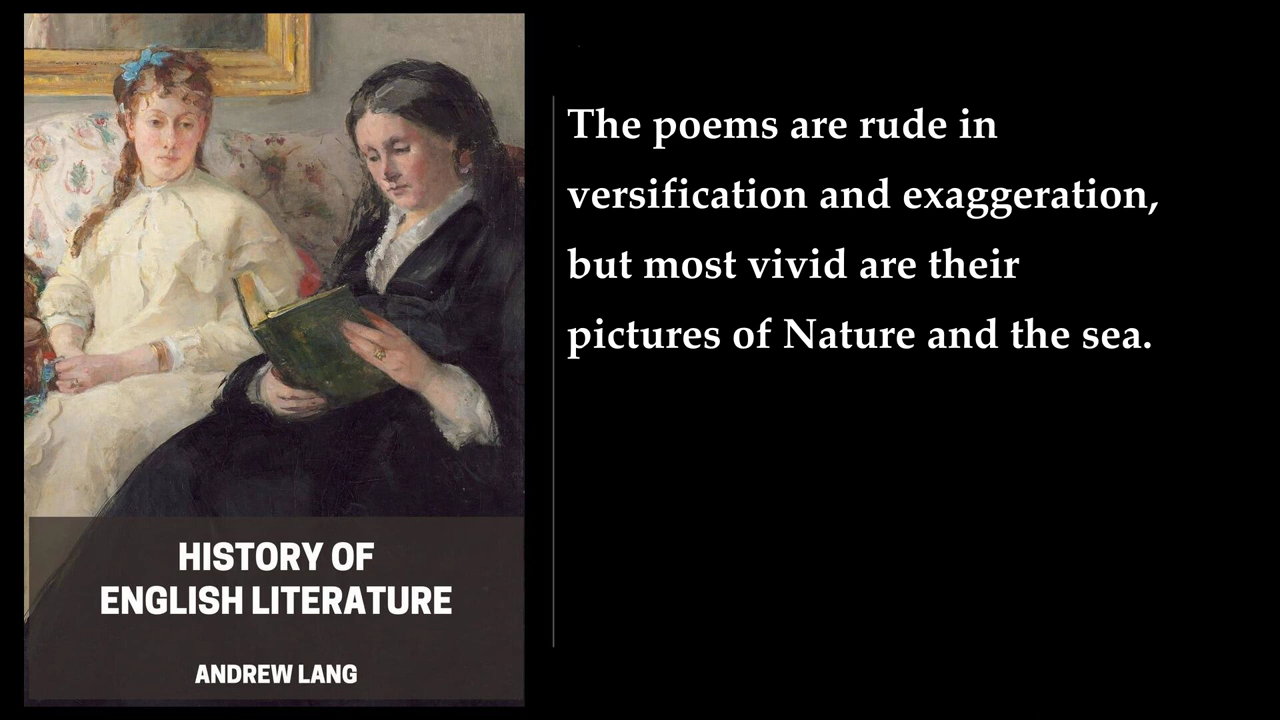 The poems are rude in
versification and exaggeration,
but most vivid are their
pictures of Nature and the sea.
HISTORY OF
ENGLISH LITERATURE
ANDREW LANG